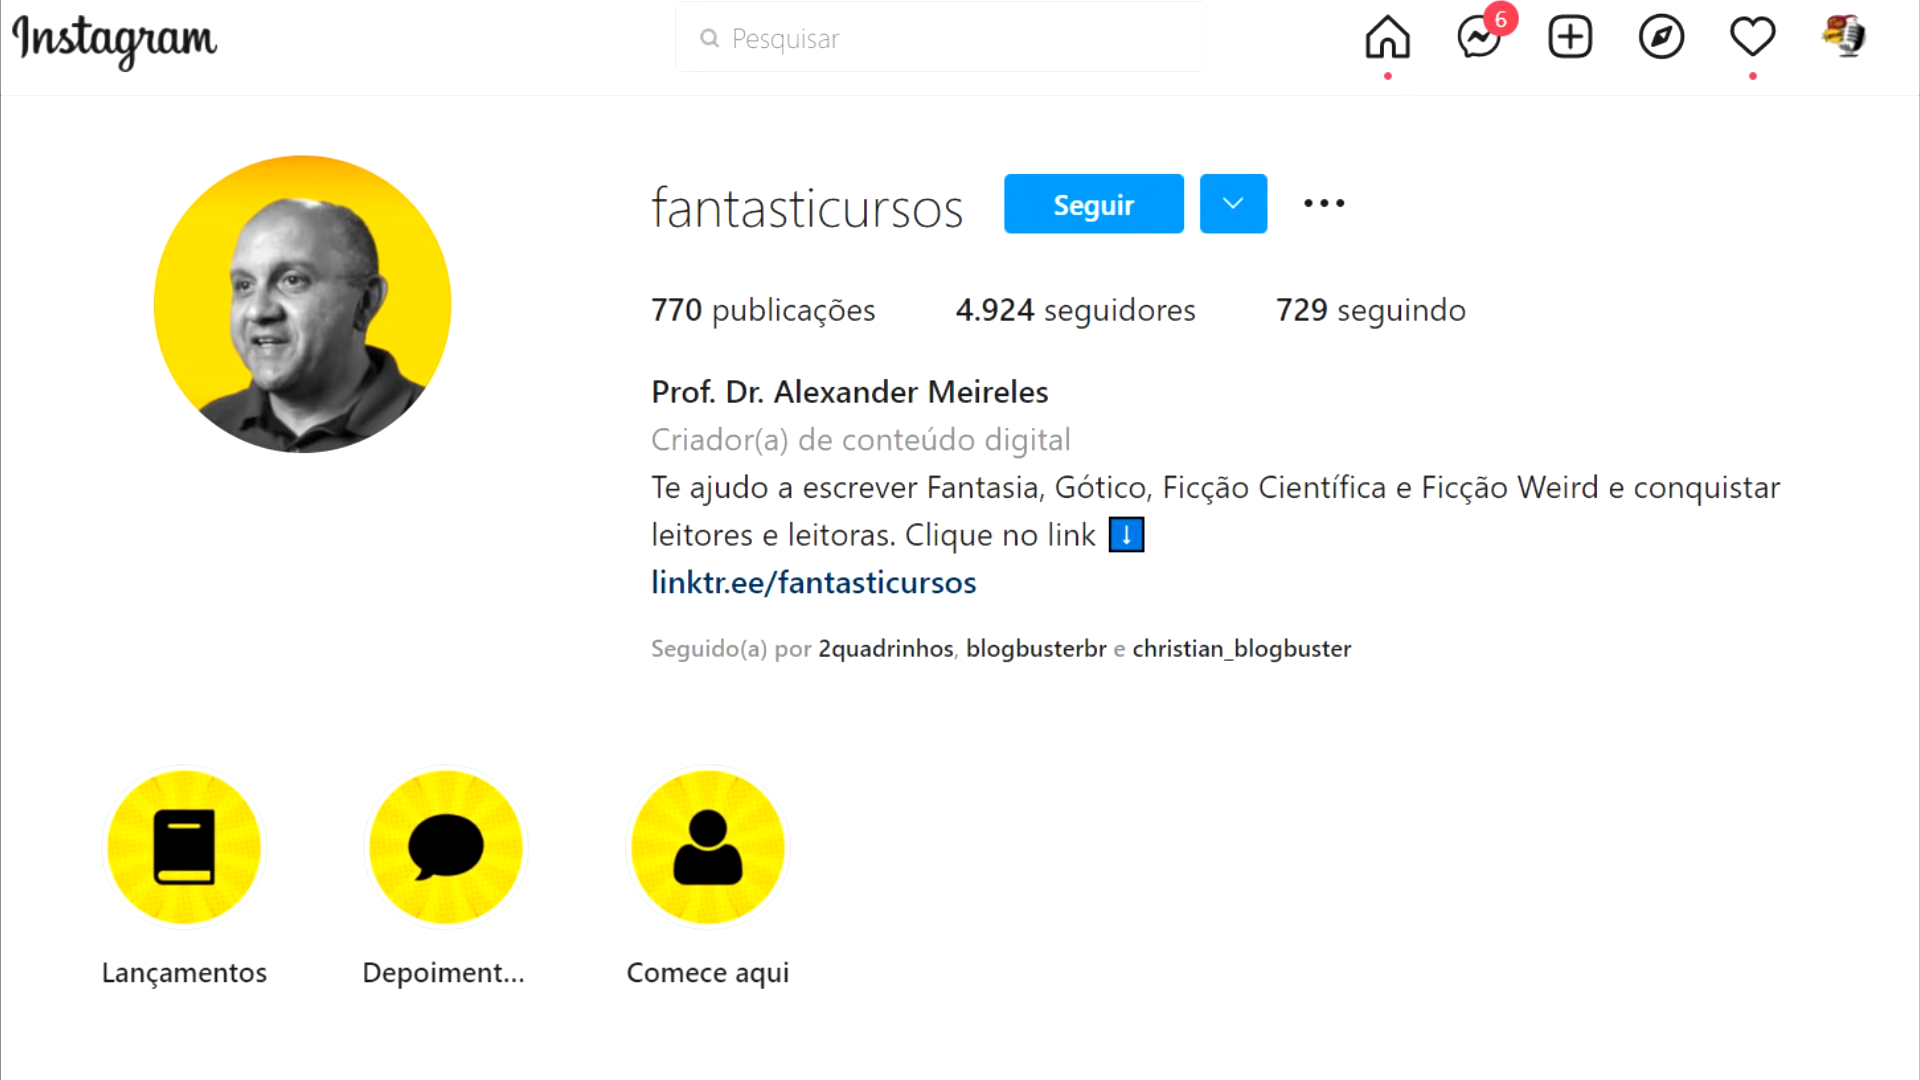 Instagram
Pesquisar
6
fantasticursos
Seguir
770 publicações 4.924 seguidores 729 seguindo
Prof. Dr. Alexander Meireles
Criador(a) de conteúdo digital
Te ajudo a escrever Fantasia, Gótico, Ficção Científica e Ficção Weird e conquistar
leitores e leitoras. Clique no link ⬇️
linktr.ee/fantasticursos
Seguido(a) por 2quadrinhos, blogbusterbr e christian_blogbuster
Lançamentos
Depoiment...
Comece aqui